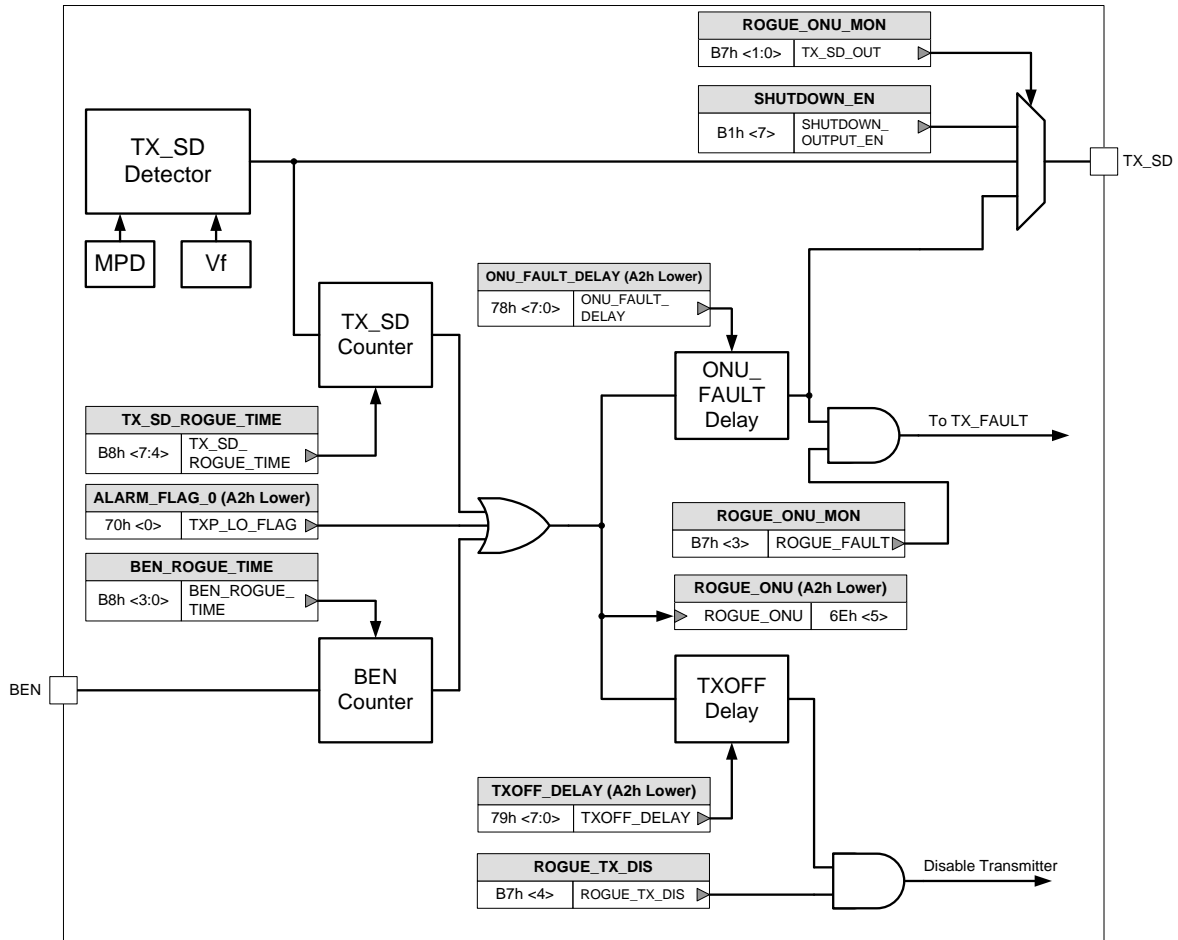 ROGUE_ONU_MON
B7h <1:0> TX_SD_OUT
SHUTDOWN_EN
B1h <7> SHUTDOWN_
OUTPUT_EN
TX_SD
Detector
TX_SD
MPD
Vf
ONU_FAULT_DELAY (A2h Lower)
78h <7:0> ONU_FAULT_
DELAY
TX_SD
Counter
ONU_
FAULT
Delay
TX_SD_ROGUE_TIME
B8h <7:4> TX_SD_
ROGUE_TIME
To TX_FAULT
ALARM_FLAG_0 (A2h Lower)
70h <0> TXP_LO_FLAG
ROGUE_ONU_MON
B7h <3> ROGUE_FAULT
BEN_ROGUE_TIME
B8h <3:0> BEN_ROGUE_
TIME
ROGUE_ONU (A2h Lower)
ROGUE_ONU 6Eh <5>
BEN
BEN
Counter
TXOFF
Delay
TXOFF_DELAY (A2h Lower)
79h <7:0> TXOFF_DELAY
ROGUE_TX_DIS
B7h <4> ROGUE_TX_DIS
Disable Transmitter